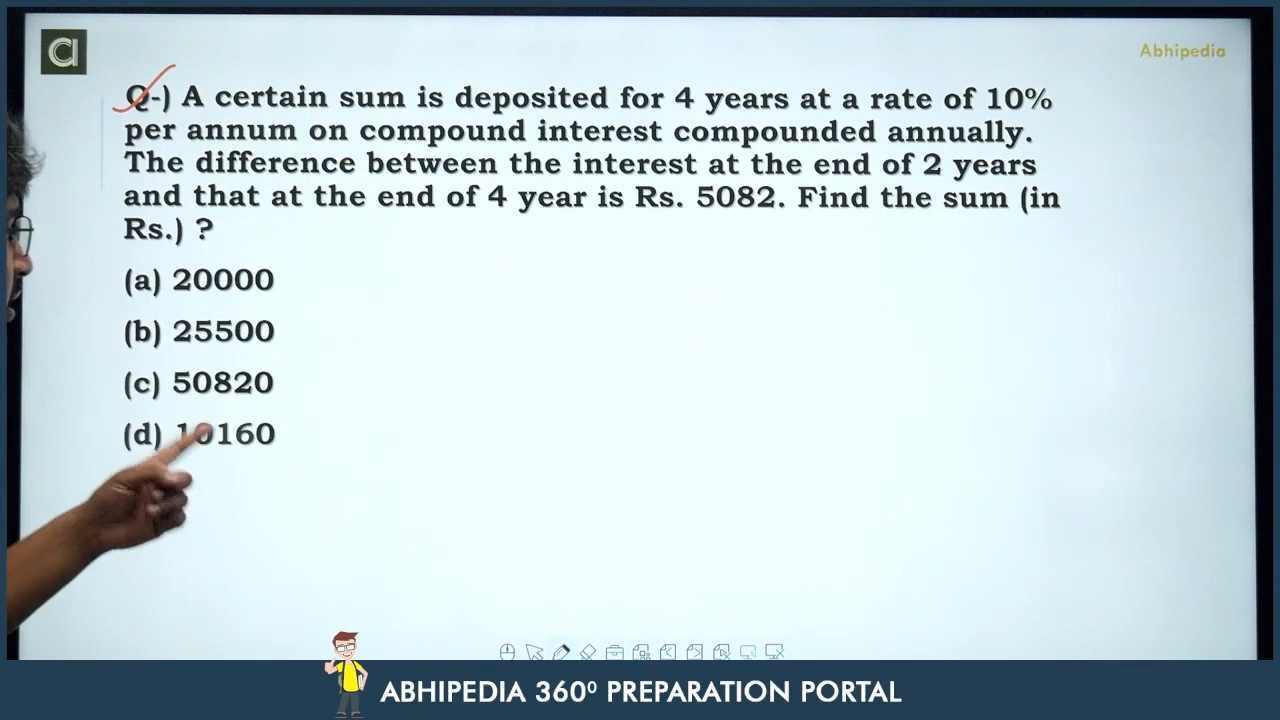 a
Abhipedia
Q-) A certain sum is deposited for 4 years at a rate of 10%
per annum on compound interest compounded annually.
The difference between the interest at the end of 2 years
and that at the end of 4 year is Rs. 5082. Find the sum (in
Rs.) ?
(a) 20000
(b) 25500
(c) 50820
(d) 10160
ABHIPEDIA 360⁰ PREPARATION PORTAL